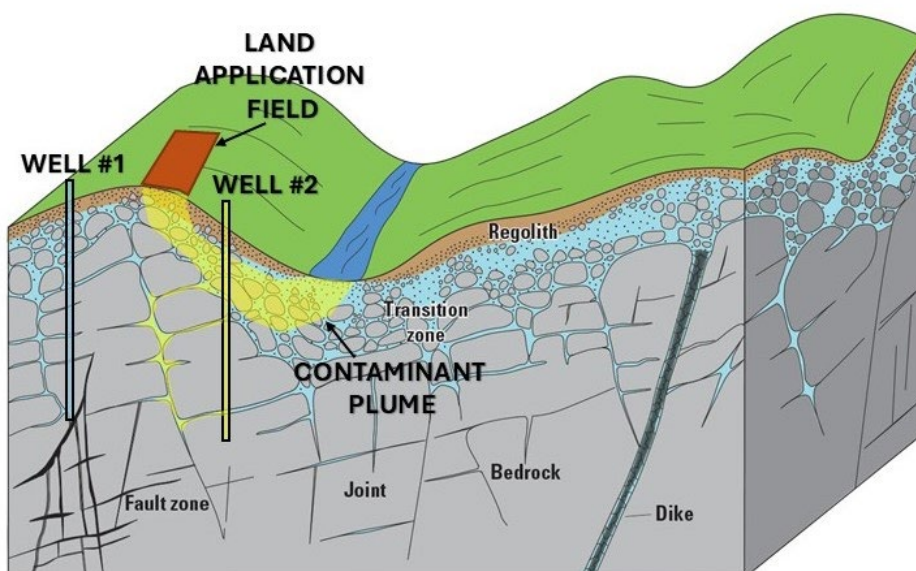 LAND
APPLICATION
FIELD
WELL #1
WELL #2
Regolith
Transition
zone
CONTAMINANT
PLUME
Fault zone
Joint
Bedrock
Dike